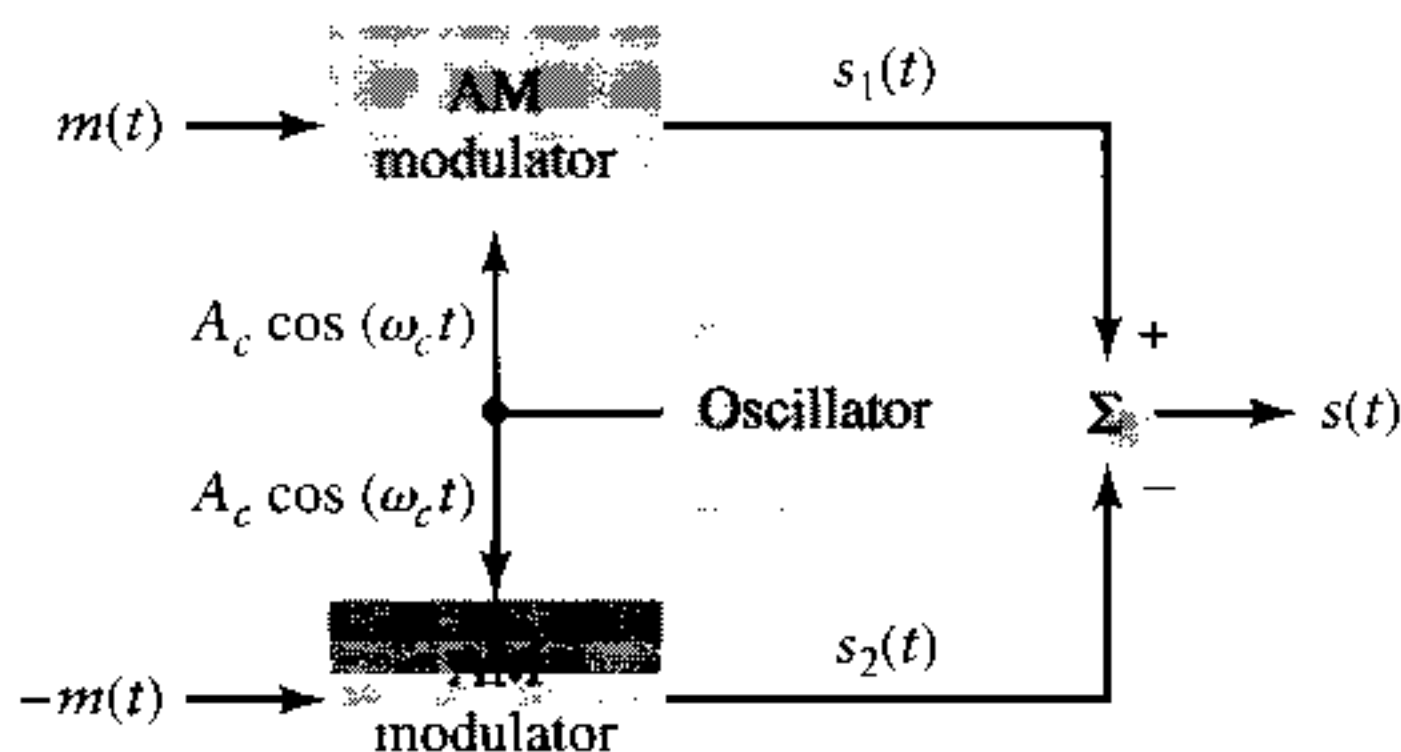 s₁(t)
m(t)
AM
modulator
A_c cos (ω_c t)
+
Oscillator
Σ
s(t)
A_c cos (ω_c t)
−
s₂(t)
−m(t)
modulator